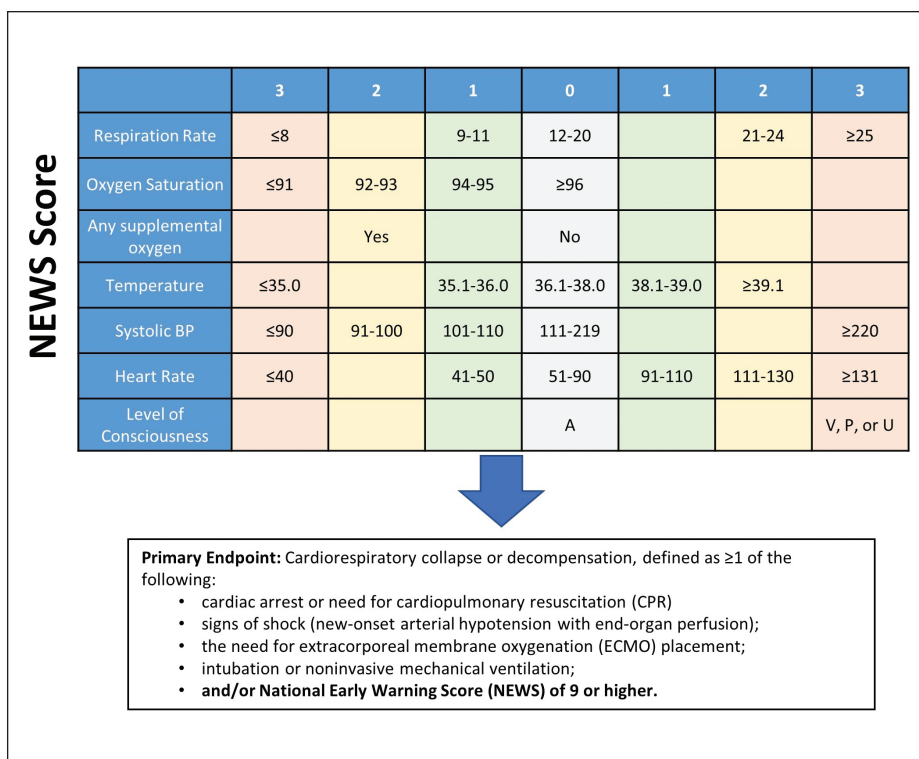 NEWS Score
3 2 1 0 1 2 3
Respiration Rate ≤8 9-11 12-20 21-24 ≥25
Oxygen Saturation ≤91 92-93 94-95 ≥96
Any supplemental
oxygen Yes No
Temperature ≤35.0 35.1-36.0 36.1-38.0 38.1-39.0 ≥39.1
Systolic BP ≤90 91-100 101-110 111-219 ≥220
Heart Rate ≤40 41-50 51-90 91-110 111-130 ≥131
Level of
Consciousness A V, P, or U
Primary Endpoint: Cardiorespiratory collapse or decompensation, defined as ≥1 of the
following:
• cardiac arrest or need for cardiopulmonary resuscitation (CPR)
• signs of shock (new-onset arterial hypotension with end-organ perfusion);
• the need for extracorporeal membrane oxygenation (ECMO) placement;
• intubation or noninvasive mechanical ventilation;
• and/or National Early Warning Score (NEWS) of 9 or higher.